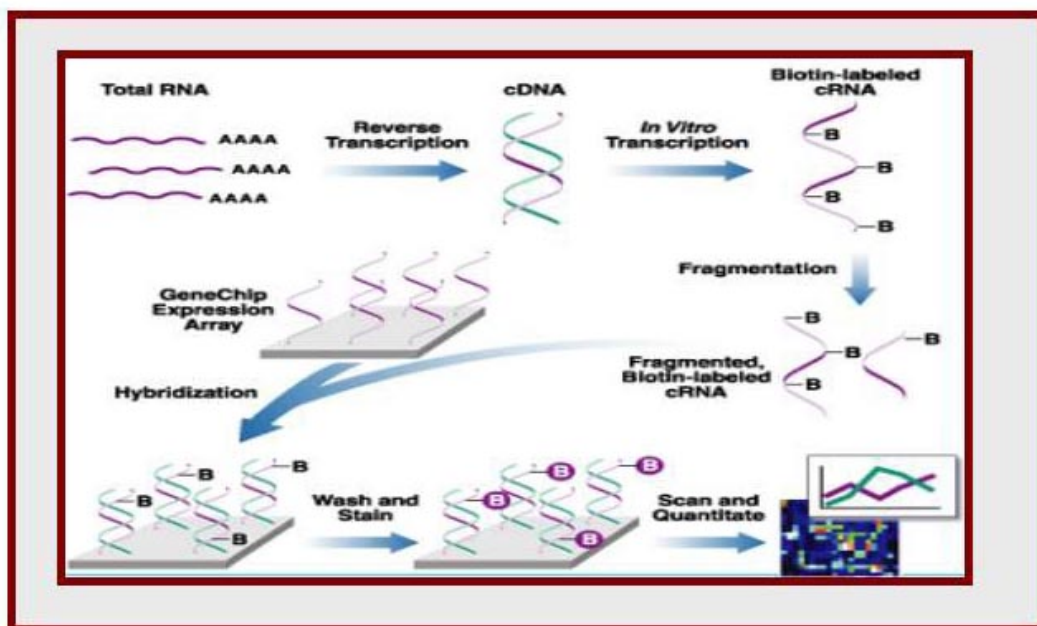 Total RNA
AAAA
AAAA
AAAA
Reverse
Transcription
cDNA
In Vitro
Transcription
Biotin-labeled
cRNA
B
B
B
B
Fragmentation
GeneChip
Expression
Array
B
B
B
B
Fragmented,
Biotin-labeled
cRNA
Hybridization
B
B
B
B
Wash and
Stain
B
B
B
B
Scan and
Quantitate